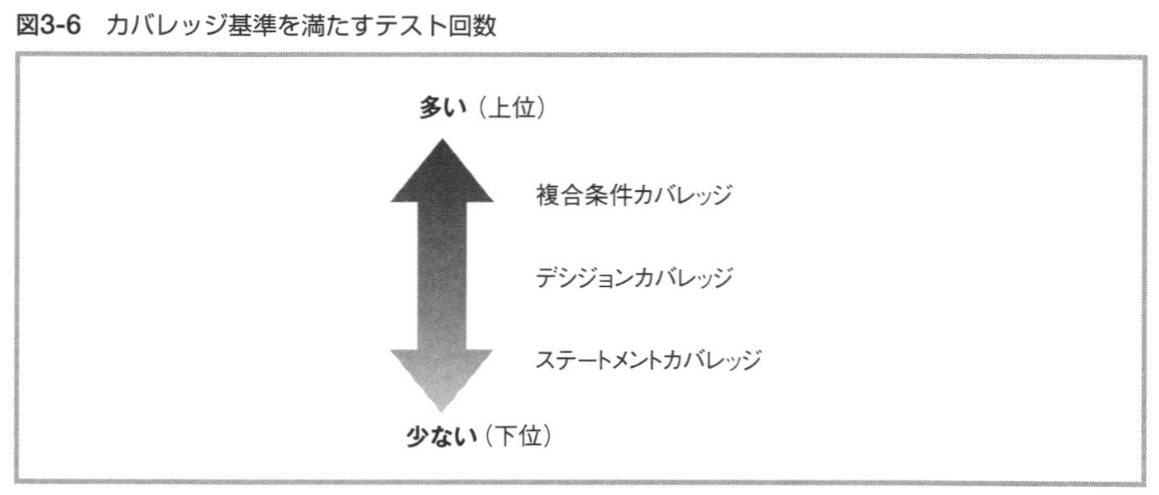 図3-6 カバレッジ基準を満たすテスト回数
多い（上位）
複合条件カバレッジ
デシジョンカバレッジ
ステートメントカバレッジ
少ない（下位）